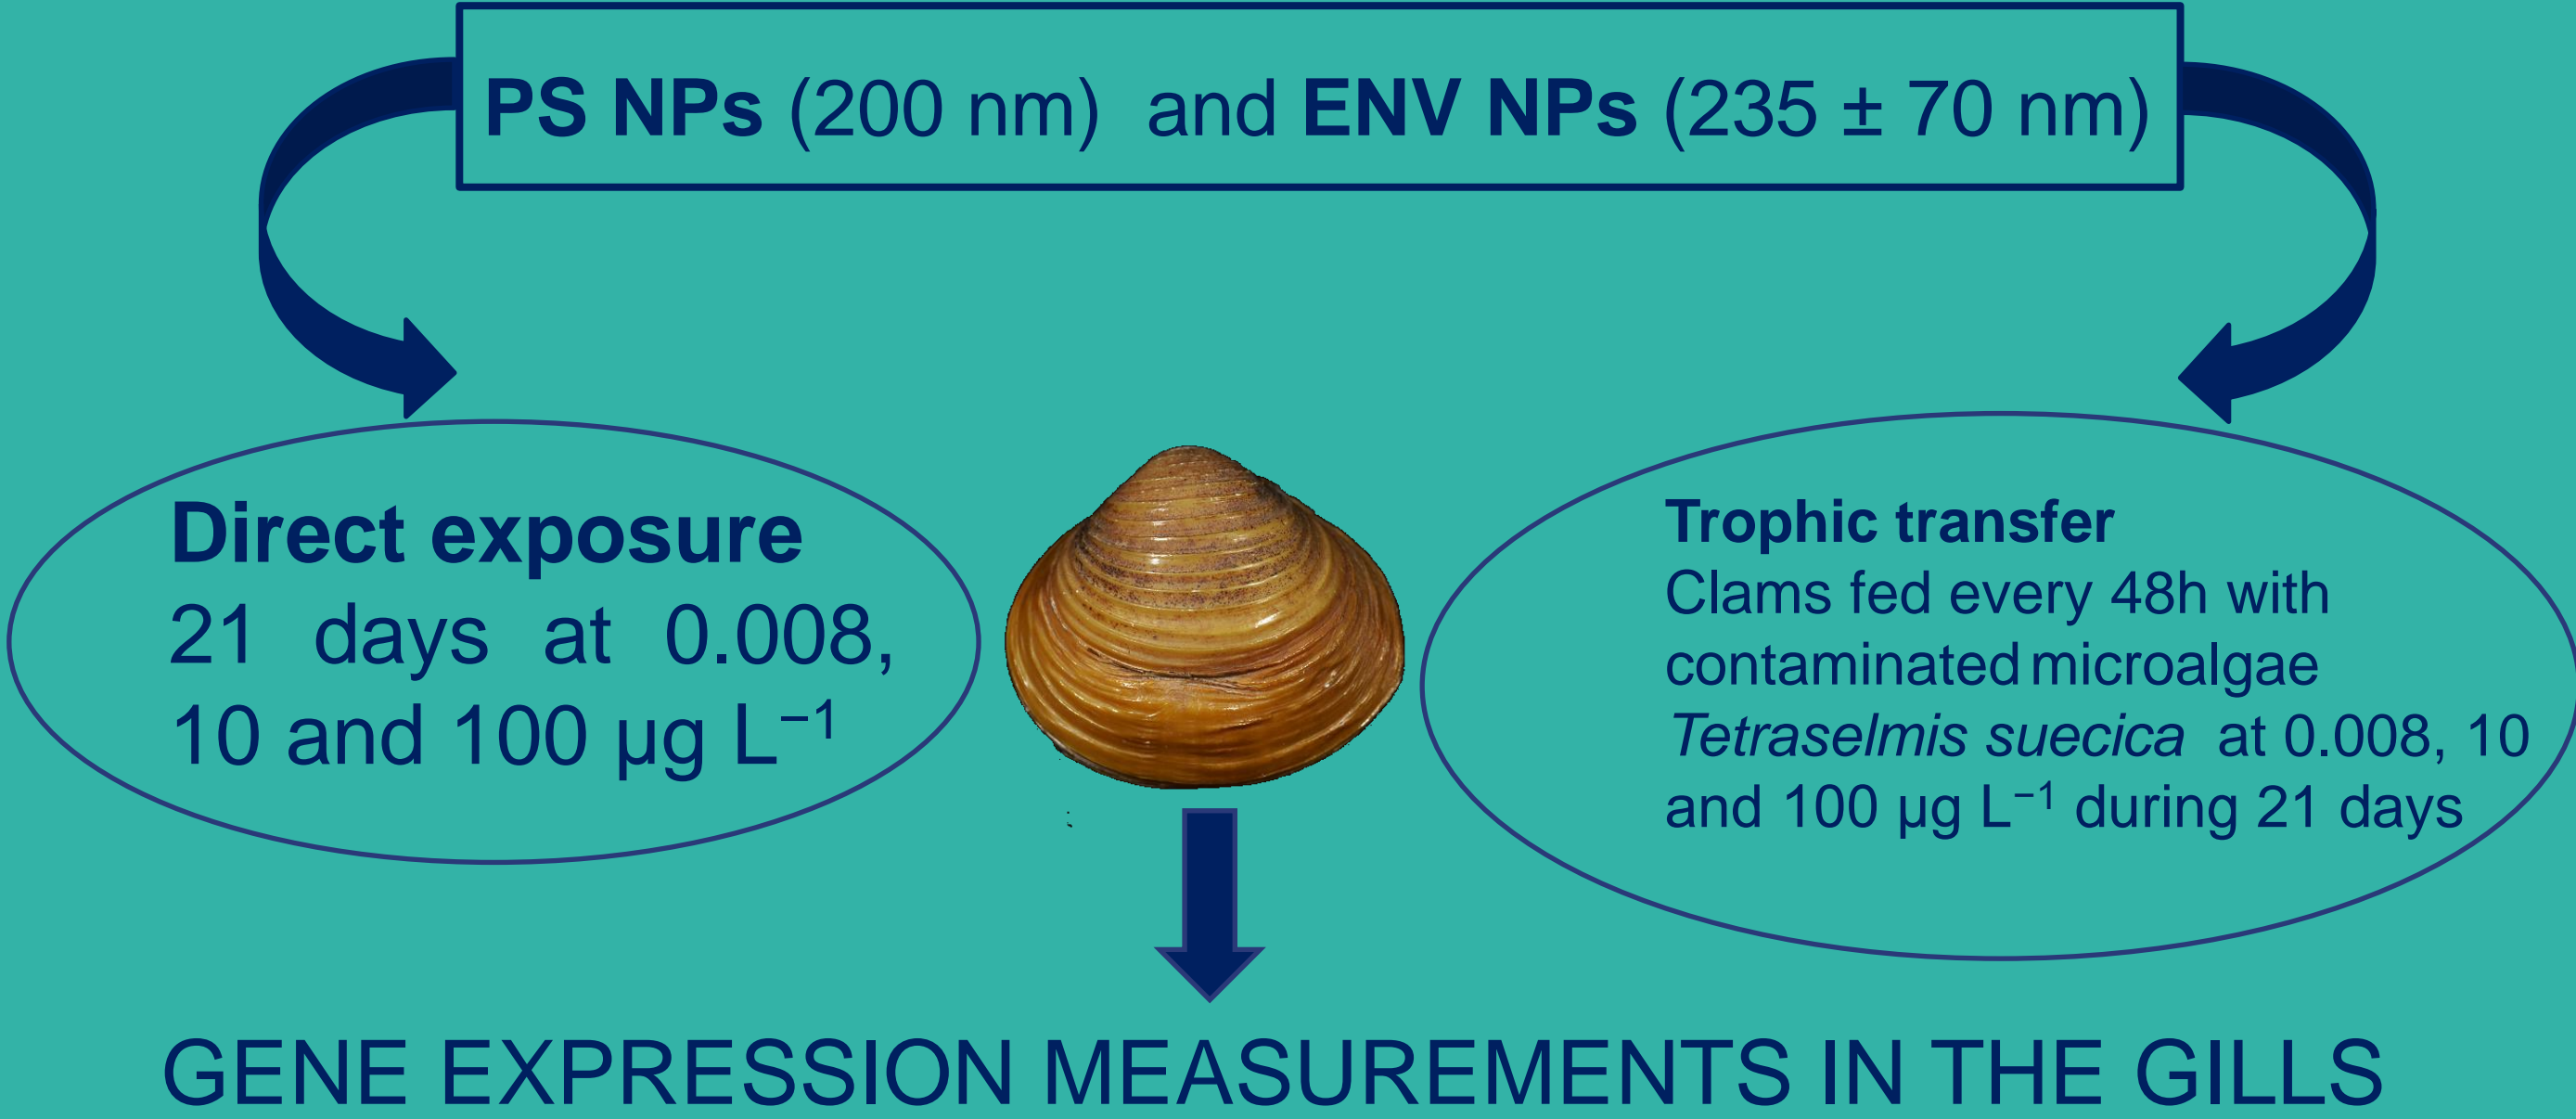 PS NPs (200 nm) and ENV NPs (235 ± 70 nm)
Direct exposure
21 days at 0.008,
10 and 100 µg L⁻¹
Trophic transfer
Clams fed every 48h with
contaminated microalgae
Tetraselmis suecica at 0.008, 10
and 100 µg L⁻¹ during 21 days
GENE EXPRESSION MEASUREMENTS IN THE GILLS